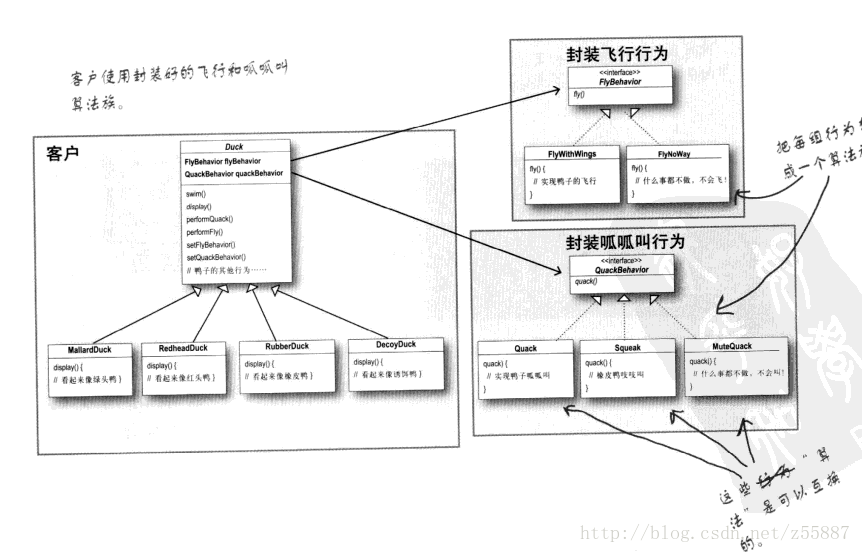 客户使用封装好的飞行和呱呱叫
算法族。
客户
Duck
FlyBehavior flyBehavior
QuackBehavior quackBehavior
swim()
display()
performQuack()
performFly()
setFlyBehavior()
setQuackBehavior()
// 鸭子的其他行为……
MallardDuck
display() {
// 看起来像绿头鸭 }
RedheadDuck
display() {
// 看起来像红头鸭 }
RubberDuck
display() {
// 看起来像橡皮鸭 }
DecoyDuck
display() {
// 看起来像诱饵鸭 }
封装飞行行为
<<interface>>
FlyBehavior
fly()
FlyWithWings
fly() {
// 实现鸭子的飞行
}
FlyNoWay
fly() {
// 什么事都不做，不会飞！
}
把每组行为
成一个算法
封装呱呱叫行为
<<interface>>
QuackBehavior
quack()
Quack
quack) {
// 实现鸭子呱呱叫
}
Squeak
quack() {
// 橡皮鸭吱吱叫
}
MuteQuack
quack() {
// 什么事都不做，不会叫！
}
这些“算
法”是可以互换
的。
http://blog.csdn.net/z55887